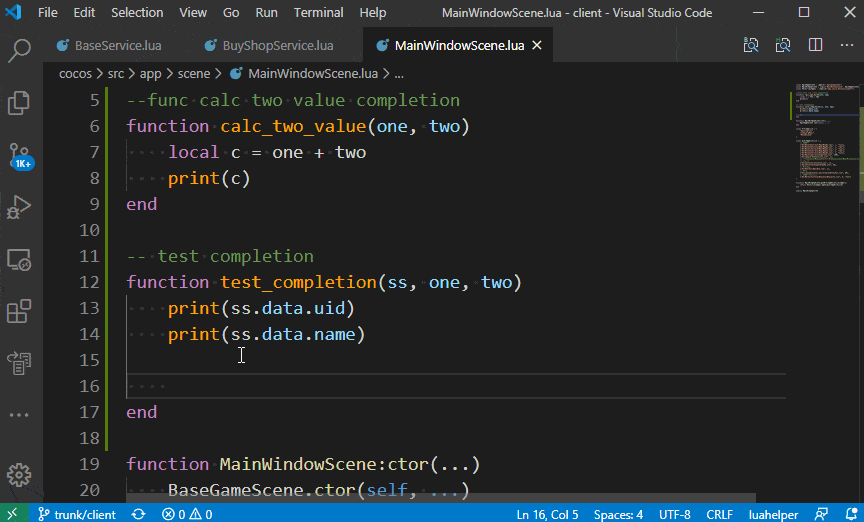 File Edit Selection View Go Run Terminal Help MainWindowScene.lua - client - Visual Studio Code
BaseService.lua BuyShopService.lua MainWindowScene.lua
cocos > src > app > scene > MainWindowScene.lua > ...
5 --func calc two value completion
6 function calc_two_value(one, two)
7 local c = one + two
8 print(c)
9 end
10
11 -- test completion
12 function test_completion(ss, one, two)
13 print(ss.data.uid)
14 print(ss.data.name)
15
16
17 end
18
19 function MainWindowScene:ctor(...)
20 BaseGameScene.ctor(self, ...)
1K+
trunk/client 0 0 Ln 16, Col 5 Spaces: 4 UTF-8 CRLF luahelper